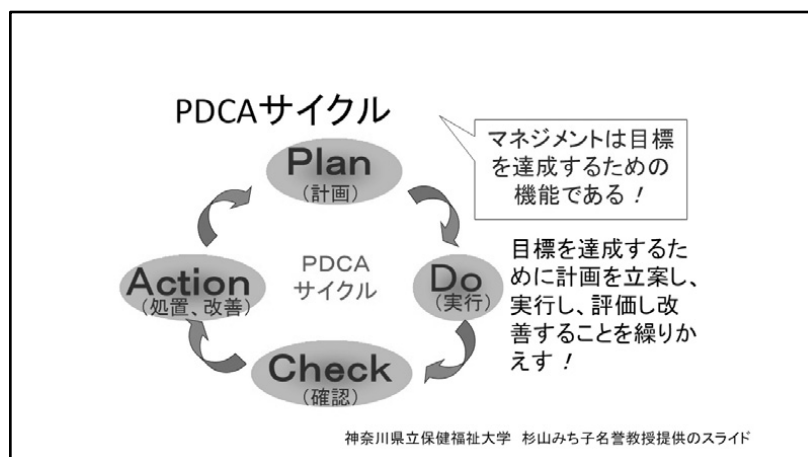 PDCAサイクル
マネジメントは目標
を達成するための
機能である！
Plan
(計画)
Action
(処置、改善)
PDCA
サイクル
Do
(実行)
目標を達成するた
めに計画を立案し、
実行し、評価し改
善することを繰りか
えす！
Check
(確認)
神奈川県立保健福祉大学 杉山みち子名誉教授提供のスライド